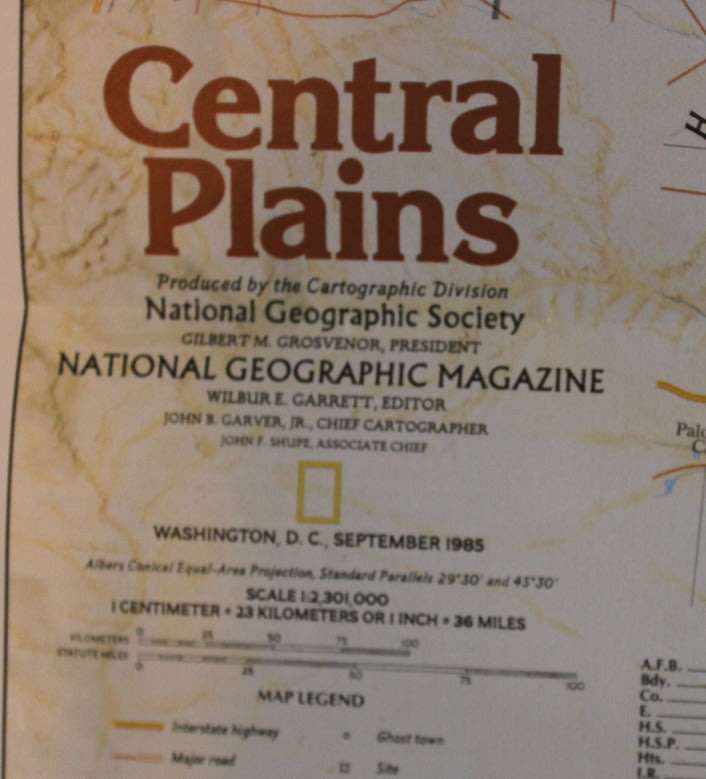 Central
Plains
Produced by the Cartographic Division
National Geographic Society
GILBERT M. GROSVENOR, PRESIDENT
NATIONAL GEOGRAPHIC MAGAZINE
WILBUR E. GARRETT, EDITOR
JOHN B. GARVER, JR., CHIEF CARTOGRAPHER
JOHN F. SHUPE, ASSOCIATE CHIEF
WASHINGTON, D. C., SEPTEMBER 1985
Albers Conical Equal-Area Projection, Standard Parallels 29°30' and 45°30'
SCALE 1:2,301,000
1 CENTIMETER = 23 KILOMETERS OR 1 INCH = 36 MILES
KILOMETERS 0 25 50 75 100
STATUTE MILES 0 25 50 75 100
MAP LEGEND
Interstate highway
Ghost town
Major road
Site
H
Palo
C
A.F.B.
Bdy.
Co.
E.
H.S.
H.S.P.
Hts.
I.R.